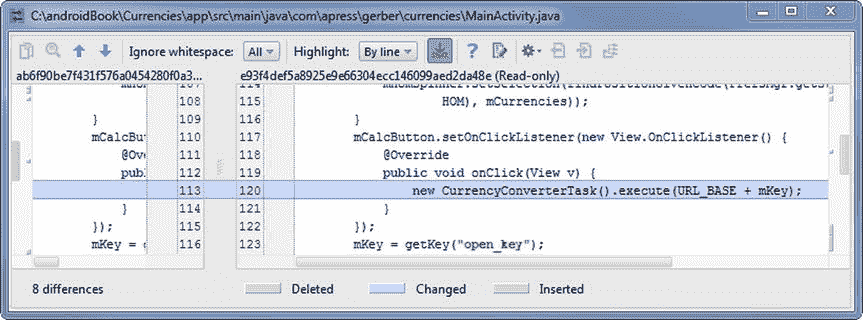 C:\androidBook\Currencies\app\src\main\java\com\apress\gerber\currencies\MainActivity.java
Ignore whitespace: All Highlight: By line ?
ab6f90be7f431f576a0454280f0a3... e93f4def5a8925e9e66304ecc146099aed2da48e (Read-only)
107 114
108 115 HOM), mCurrencies));
} 109 116 }
mCalcBut 110 117 mCalcButton.setOnClickListener(new View.OnClickListener() {
@Ove 111 118 @Override
publ 112 119 public void onClick(View v) {
113 120 new CurrencyConverterTask().execute(URL_BASE + mKey);
} 114 121 }
}); 115 122 });
mKey = g 116 123 mKey = getKey("open_key");
8 differences Deleted Changed Inserted